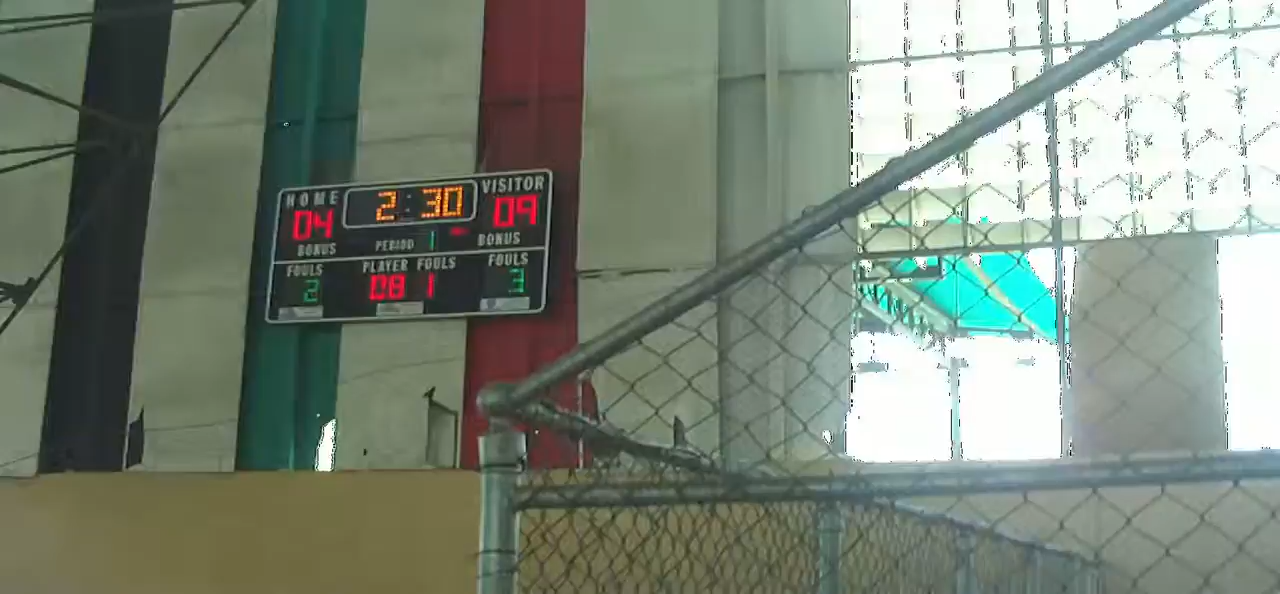 HOME 2:30 VISITOR
04 09
BONUS PERIOD 1 BONUS
FOULS PLAYER FOULS FOULS
2 08 1 3